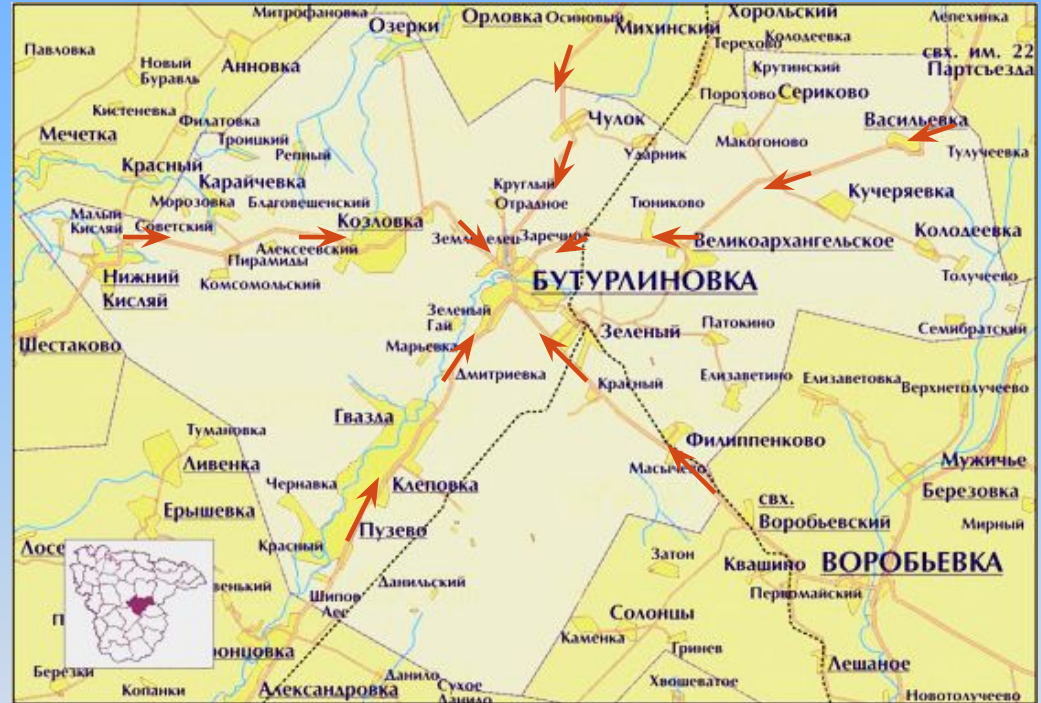 Митрофановка
Озерки
Орловка
Осиновый
Михинский
Хорольский
Лепехинка
Павловка
Новый
Буравль
Анновка
Терехово
Колодеевка
свх. им. 22
Партсъезда
Крутинский
Порохово
Сериково
Кистеневка
Филатовка
Мечетка
Троицкий
Репный
Чулок
Ударник
Макогоново
Васильевка
Тулучеевка
Красный
Карайчевка
Морозовка
Благовещенский
Круглый
Отрадное
Тюниково
Кучеряевка
Малый
Кисляй
Советский
Козловка
Заречное
Великоархангельское
Колодеевка
Алексеевский
Пирамиды
Комсомольский
Нижний
Кисляй
БУТУРЛИНОВКА
Толучеево
Зеленый
Гай
Марьевка
Зеленый
Патокино
Семибратский
Шестаково
Дмитриевка
Красный
Елизаветино
Елизаветовка
Верхнетолучеево
Гвазда
Тумановка
Ливенка
Филиппенково
Масычево
Мужичье
Чернавка
Клеповка
свх.
Воробьевский
Березовка
Ерышевка
Пузево
Мирный
Красный
Затон
Квашино
ВОРОБЬЕВКА
Данильский
Первомайский
Шипов
Лес
Солонцы
Каменка
Гринев
Лещаное
Березки
Копанки
Александровка
Данило
Сухое
Данило
Хвощеватое
Новотолучеево